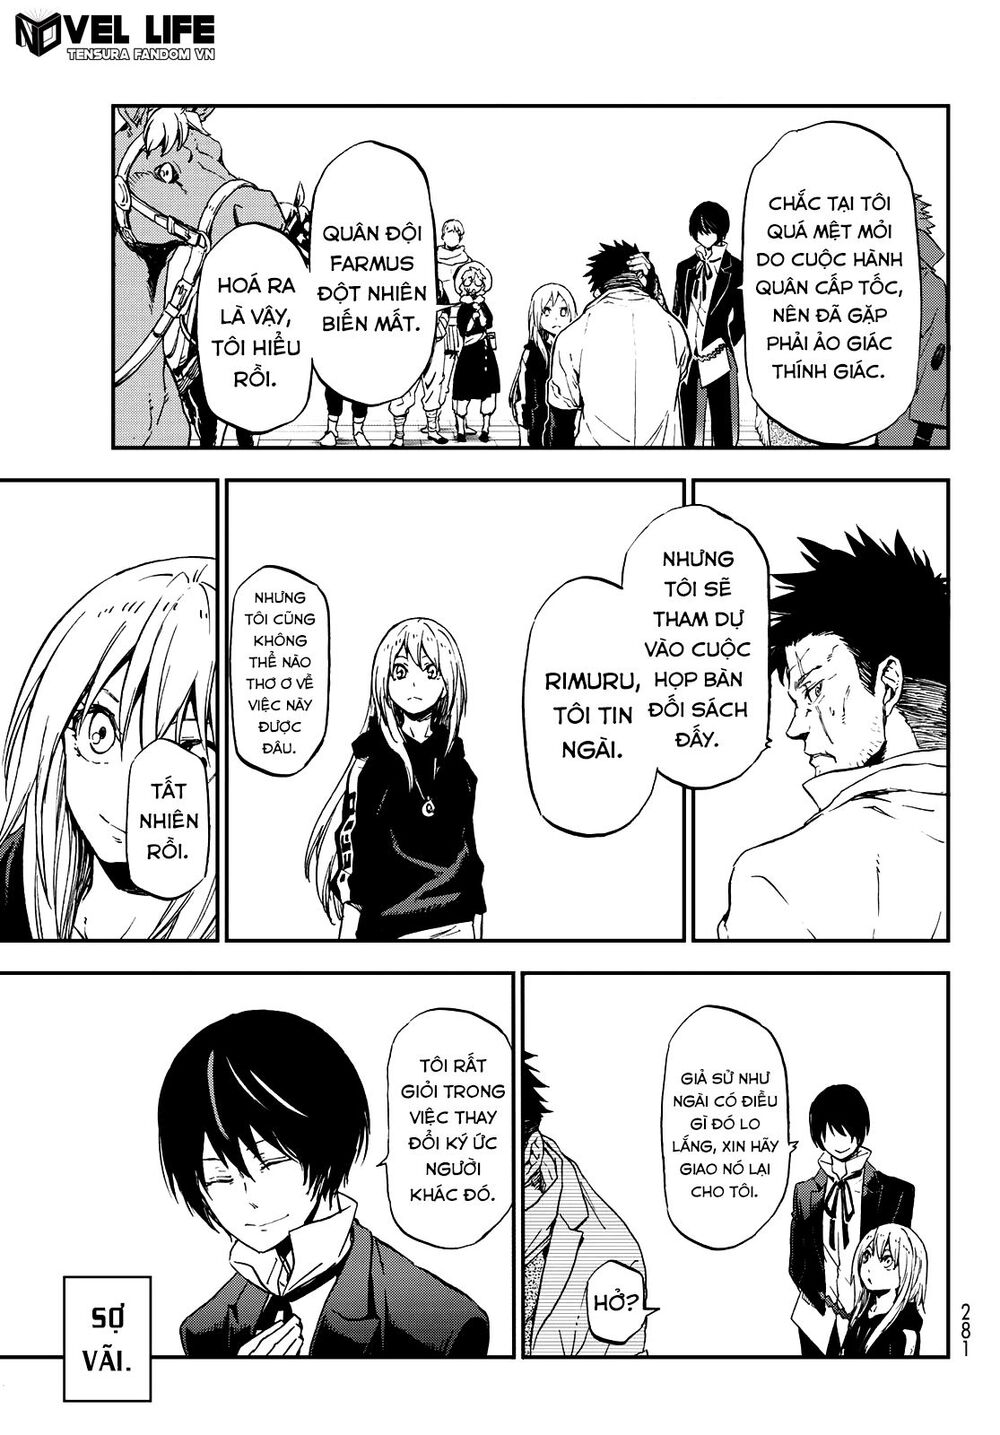 NOVEL LIFE
TENSURA FANDOM VN
CHẮC TẠI TÔI
QUÁ MỆT MỎI
DO CUỘC HÀNH
QUÂN CẤP TỐC,
NÊN ĐÃ GẶP
PHẢI ẢO GIÁC
THÍNH GIÁC.
QUÂN ĐỘI
FARMUS
ĐỘT NHIÊN
BIẾN MẤT.
HOÁ RA
LÀ VẬY,
TÔI HIỂU
RỒI.
NHƯNG
TÔI SẼ
THAM DỰ
VÀO CUỘC
HỌP BÀN
ĐỐI SÁCH
ĐẤY.
RIMURU,
TÔI TIN
NGÀI.
NHƯNG
TÔI CŨNG
KHÔNG
THỂ NÀO
THƠ Ơ VỀ
VIỆC NÀY
ĐƯỢC
ĐÂU.
TẤT
NHIÊN
RỒI.
GIẢ SỬ NHƯ
NGÀI CÓ ĐIỀU
GÌ ĐÓ LO
LẮNG, XIN HÃY
GIAO NÓ LẠI
CHO TÔI.
HỞ?
TÔI RẤT
GIỎI TRONG
VIỆC THAY
ĐỔI KÝ ỨC
NGƯỜI
KHÁC ĐÓ.
SỢ
VÃI.
281